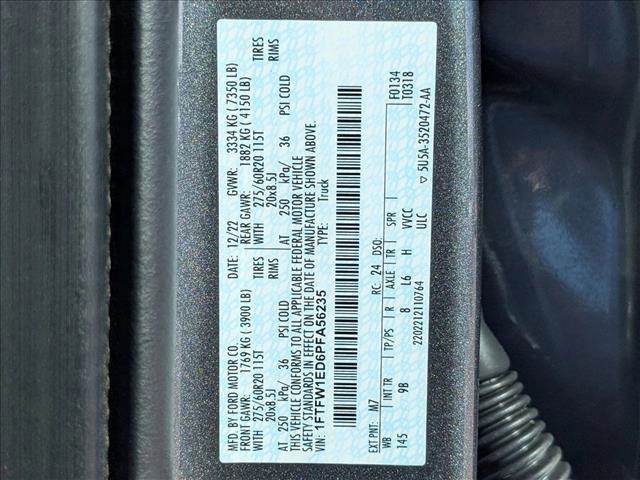 MFD. BY FORD MOTOR CO.
DATE: 12/22 GVWR: 3334 KG ( 7350 LB)
FRONT GAWR: 1769 KG ( 3900 LB) REAR GAWR: 1882 KG ( 4150 LB)
WITH 275/60R20 115T TIRES WITH 275/60R20 115T TIRES
20x8.5J RIMS 20x8.5J RIMS
AT 250 kPa/ 36 PSI COLD AT 250 kPa/ 36 PSI COLD
THIS VEHICLE CONFORMS TO ALL APPLICABLE FEDERAL MOTOR VEHICLE
SAFETY STANDARDS IN EFFECT ON THE DATE OF MANUFACTURE SHOWN ABOVE.
VIN: 1FTFW1ED6PFA56235 TYPE: Truck
EXT PNT: M7 RC: 24 DSO: F0134
WB INT TR TP/PS R AXLE TR SPR T0318
145 9B 8 L6 H VVCC
2202212110764 ULC ▽ 5U5A-3520472-AA